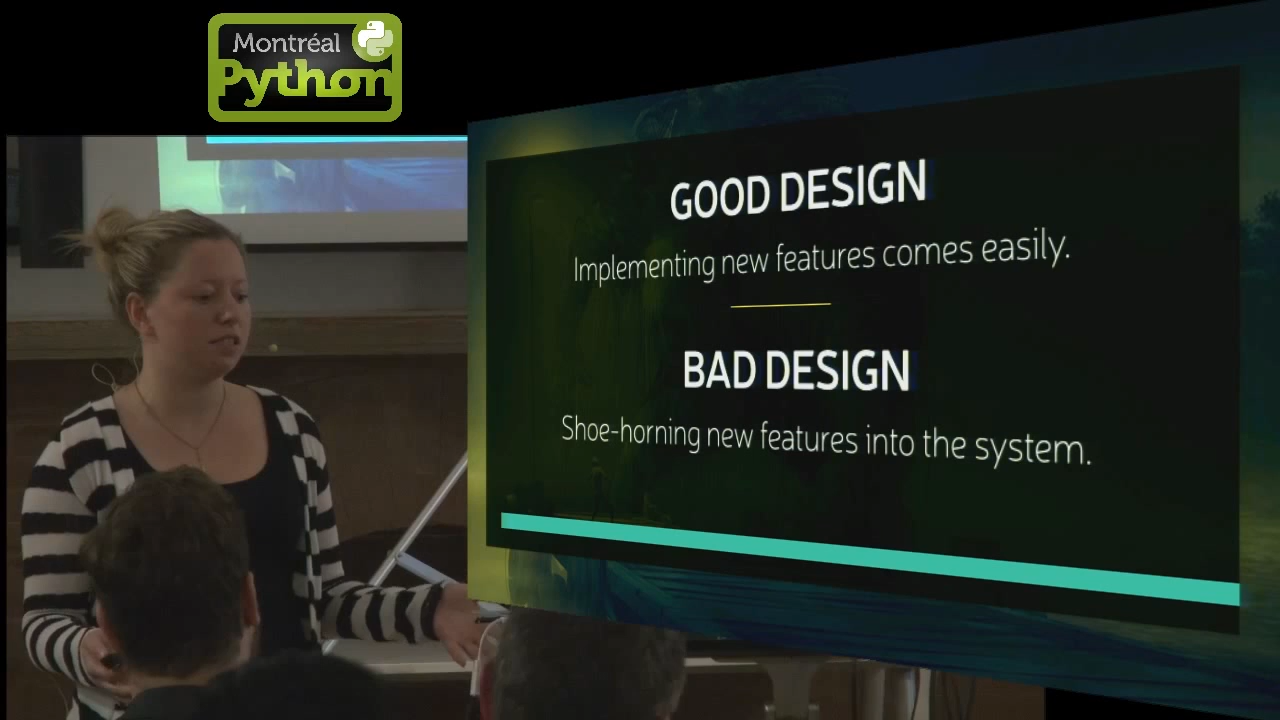 Montréal
Python
GOOD DESIGN
Implementing new features comes easily.
BAD DESIGN
Shoe-horning new features into the system.